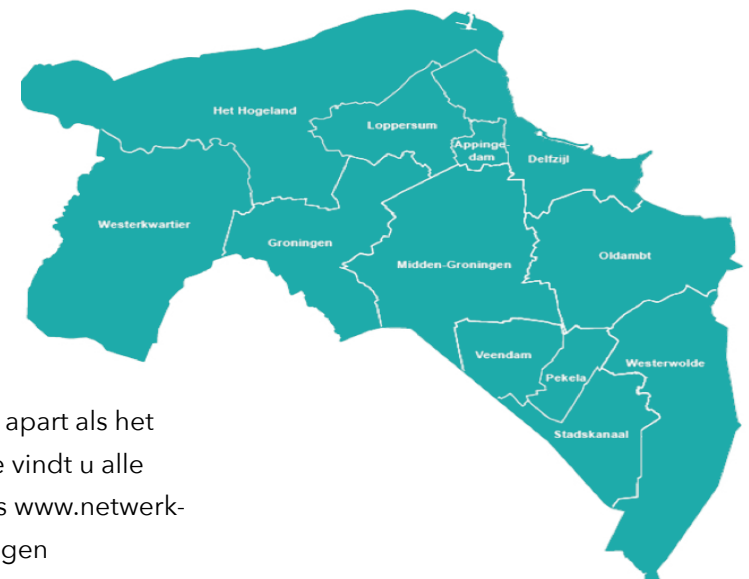 Het Hogeland
Loppersum
Appinge-
dam
Delfzijl
Westerkwartier
Groningen
Midden-Groningen
Oldambt
Veendam
Pekela
Westerwolde
Stadskanaal
apart als het
e vindt u alle
s www.netwerk-
gen